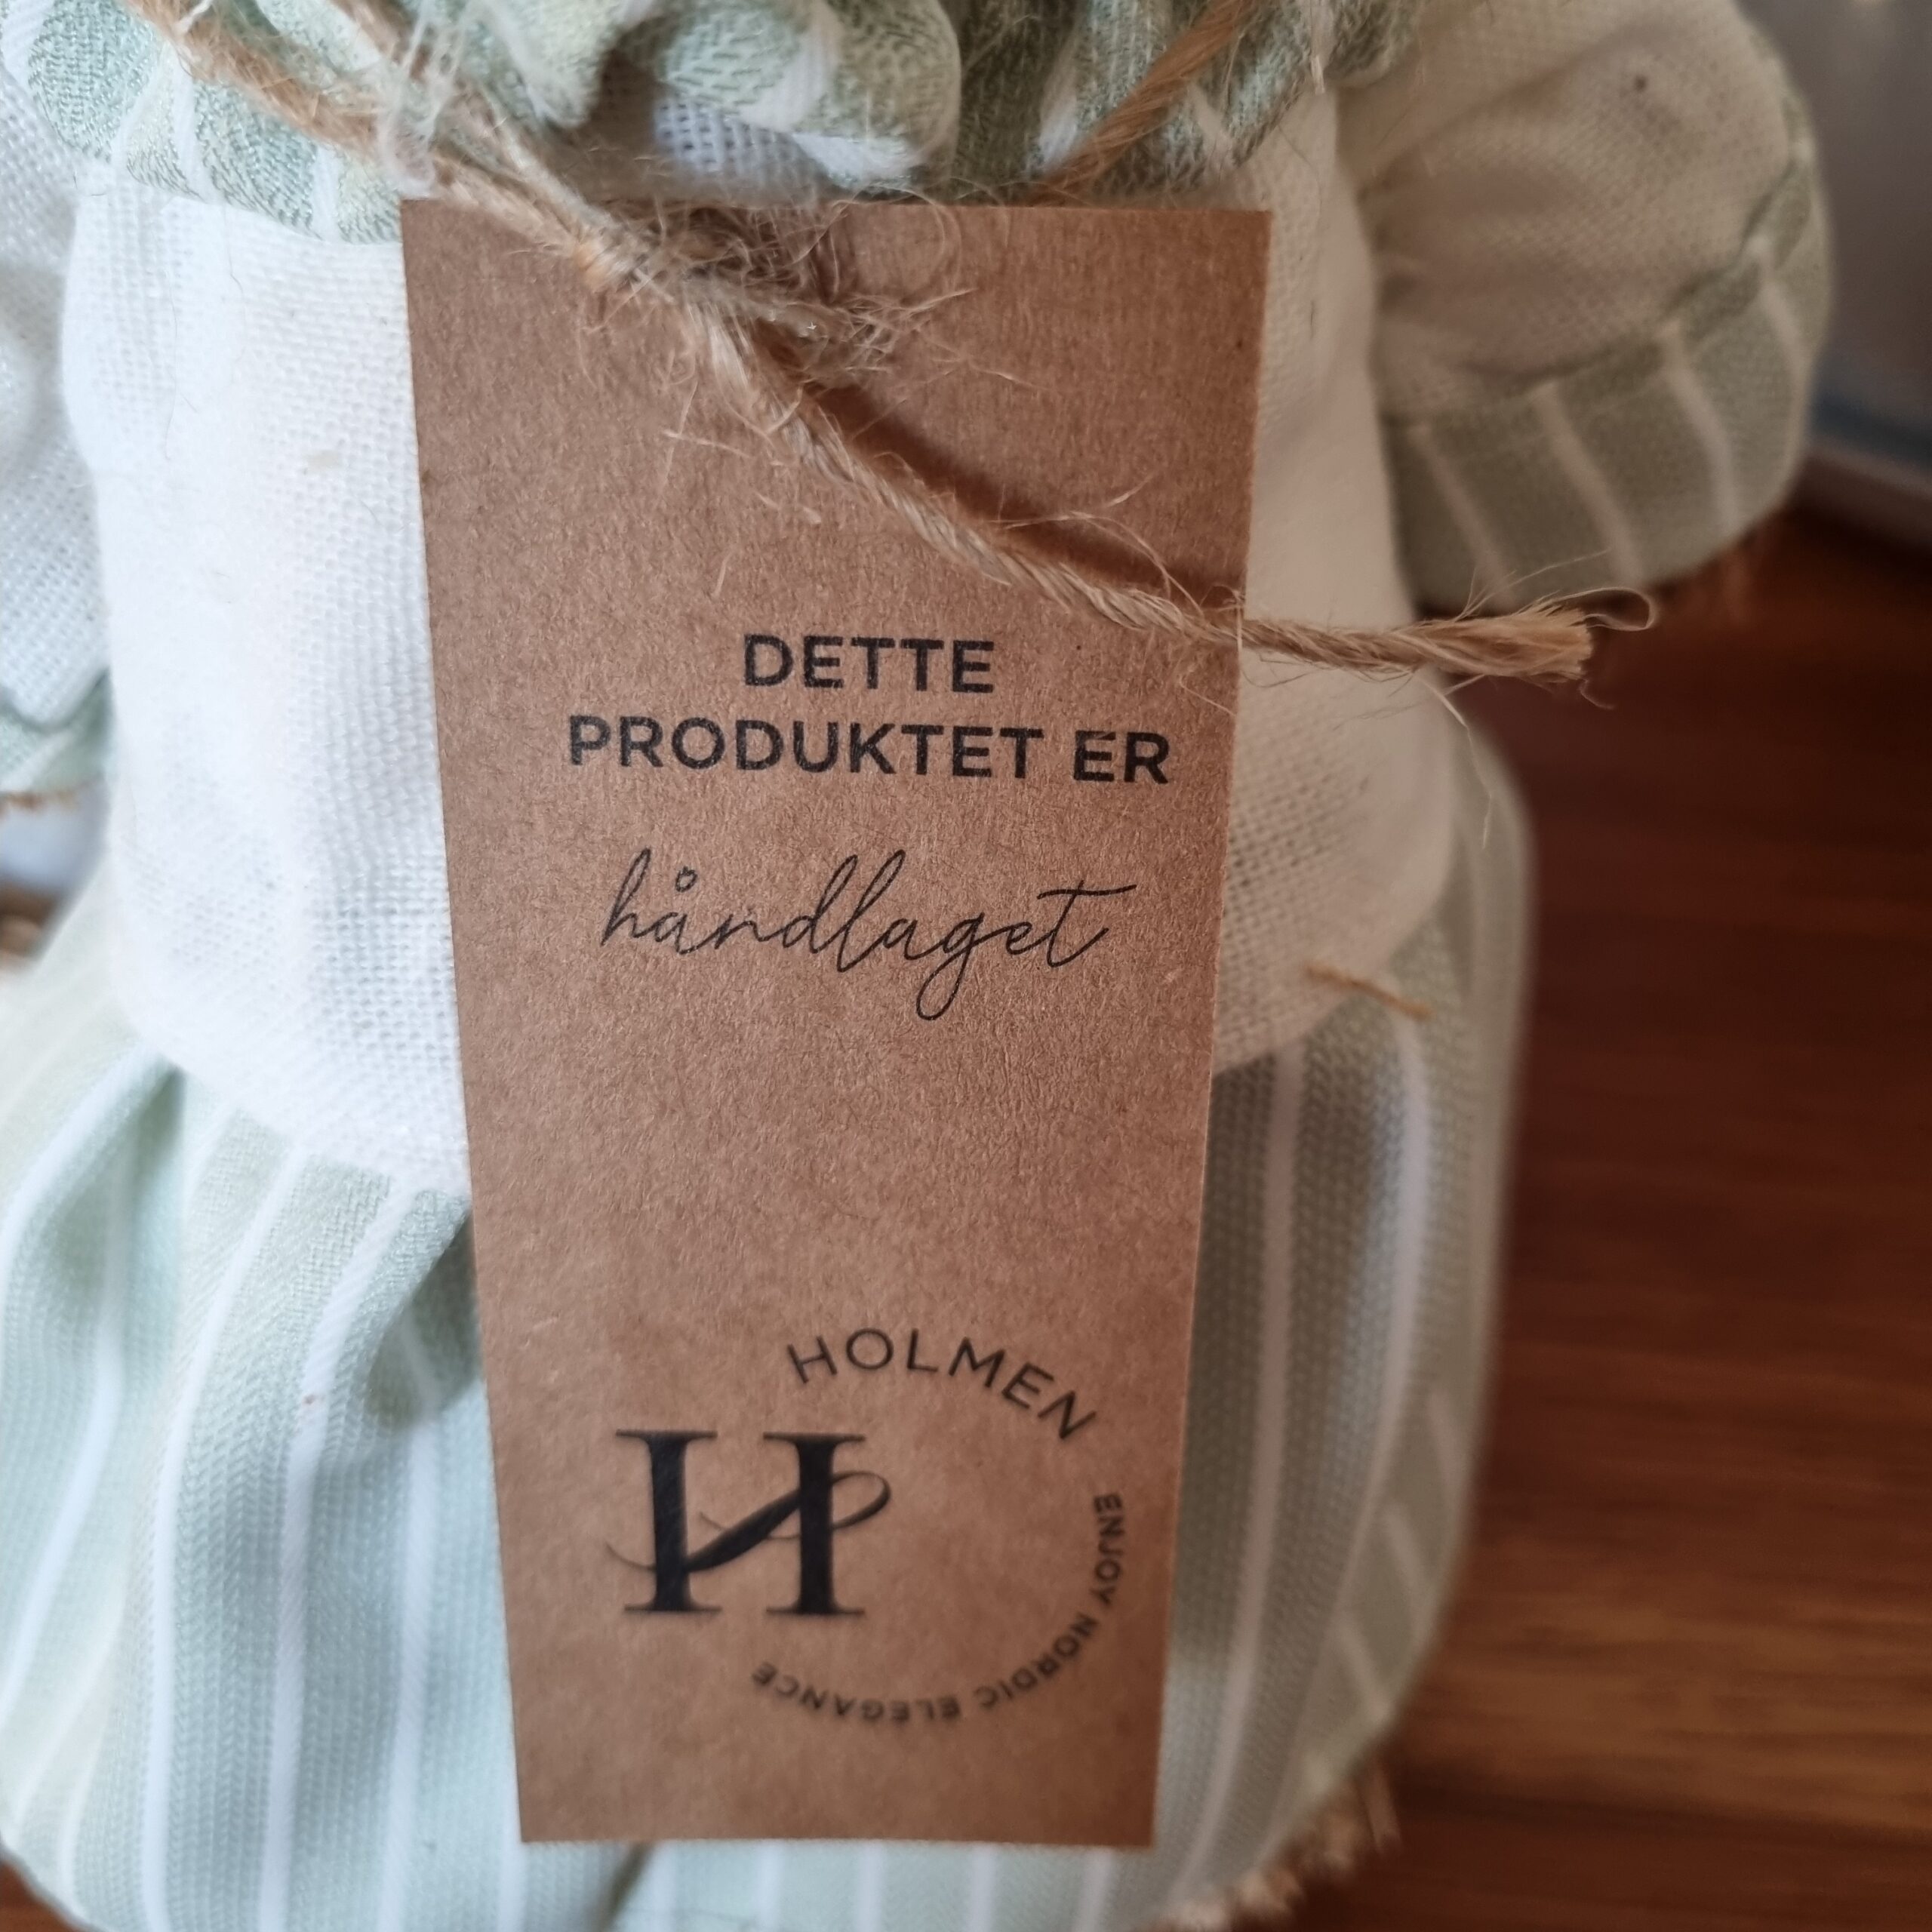 DETTE
PRODUKTET ER
håndlaget
HOLMEN
H
ENJOY NORDIC ELEGANCE